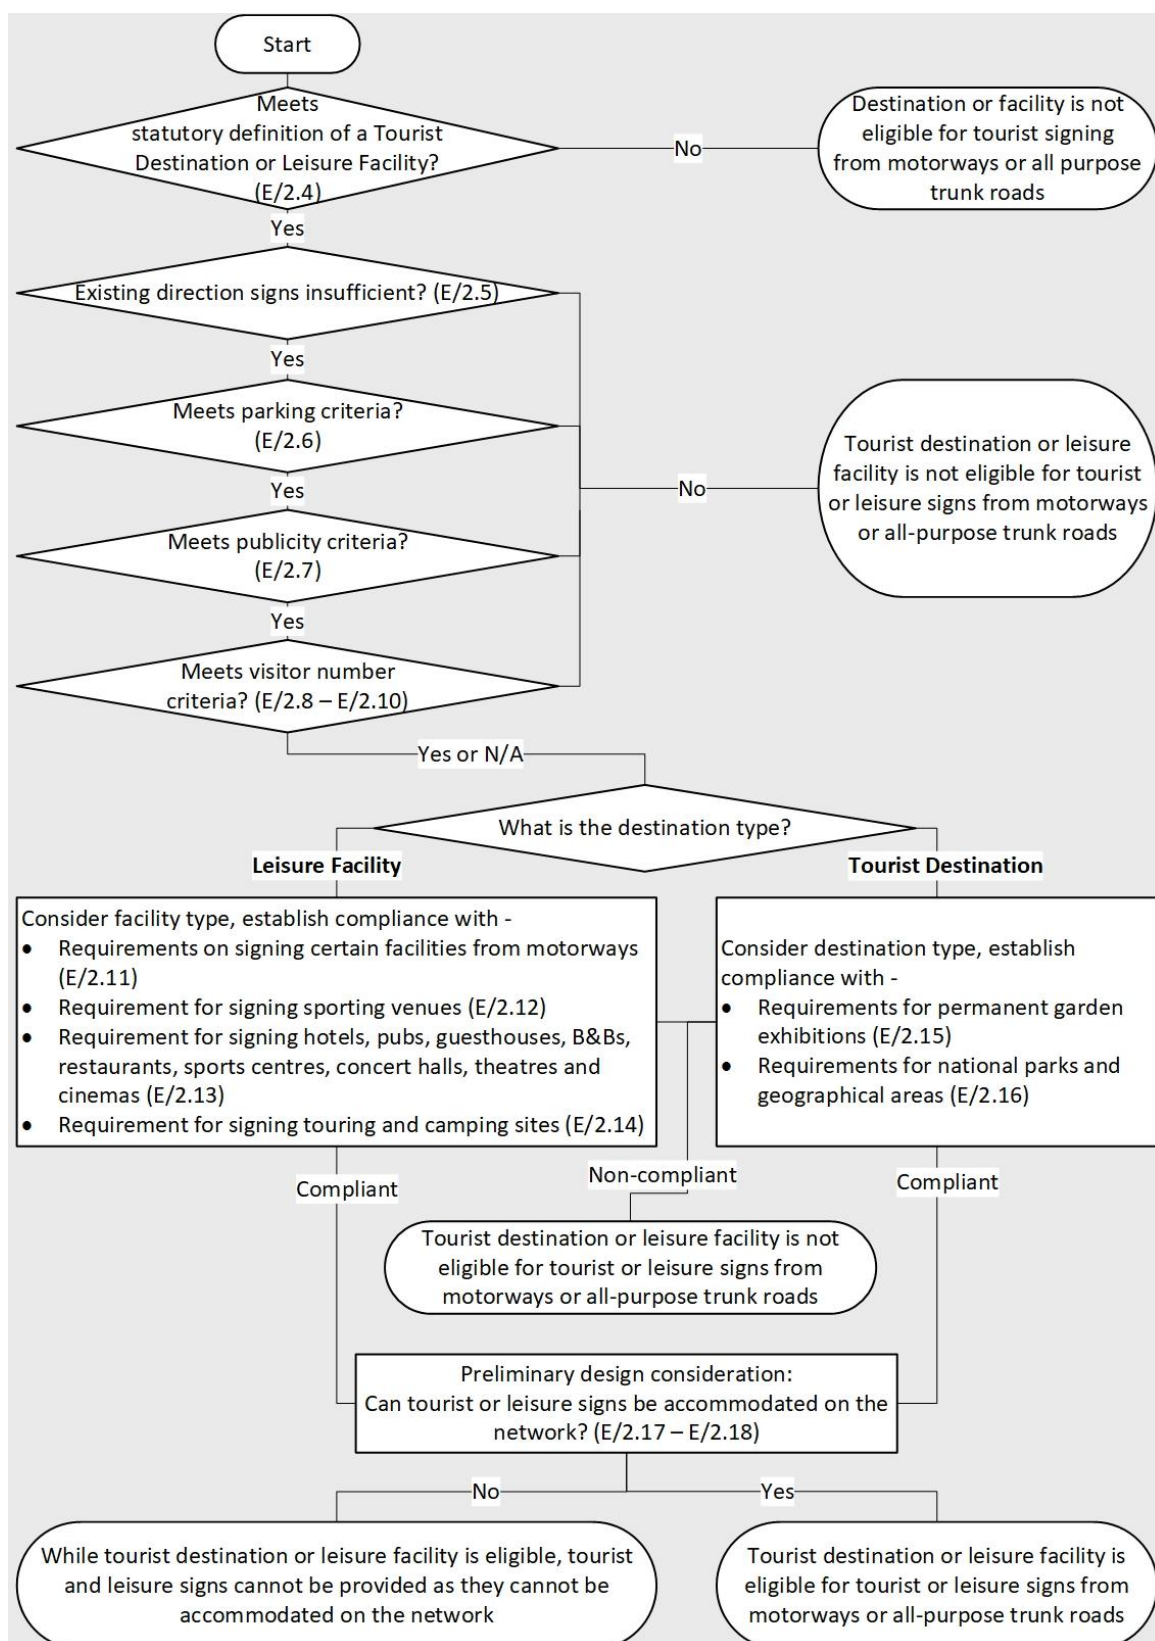 Start
Meets
statutory definition of a Tourist
Destination or Leisure Facility?
(E/2.4)
No
Destination or facility is not
eligible for tourist signing
from motorways or all purpose
trunk roads
Yes
Existing direction signs insufficient? (E/2.5)
Yes
Meets parking criteria?
(E/2.6)
Yes
No
Tourist destination or leisure
facility is not eligible for tourist
or leisure signs from motorways
or all-purpose trunk roads
Meets publicity criteria?
(E/2.7)
Yes
Meets visitor number
criteria? (E/2.8 – E/2.10)
Yes or N/A
What is the destination type?
Leisure Facility
Tourist Destination
Consider facility type, establish compliance with -
• Requirements on signing certain facilities from motorways
(E/2.11)
• Requirement for signing sporting venues (E/2.12)
• Requirement for signing hotels, pubs, guesthouses, B&Bs,
restaurants, sports centres, concert halls, theatres and
cinemas (E/2.13)
• Requirement for signing touring and camping sites (E/2.14)
Consider destination type, establish
compliance with -
• Requirements for permanent garden
exhibitions (E/2.15)
• Requirements for national parks and
geographical areas (E/2.16)
Compliant
Non-compliant
Compliant
Tourist destination or leisure facility is not
eligible for tourist or leisure signs from
motorways or all-purpose trunk roads
Preliminary design consideration:
Can tourist or leisure signs be accommodated on the
network? (E/2.17 – E/2.18)
No
Yes
While tourist destination or leisure facility is eligible, tourist
and leisure signs cannot be provided as they cannot be
accommodated on the network
Tourist destination or leisure facility is
eligible for tourist or leisure signs from
motorways or all-purpose trunk roads